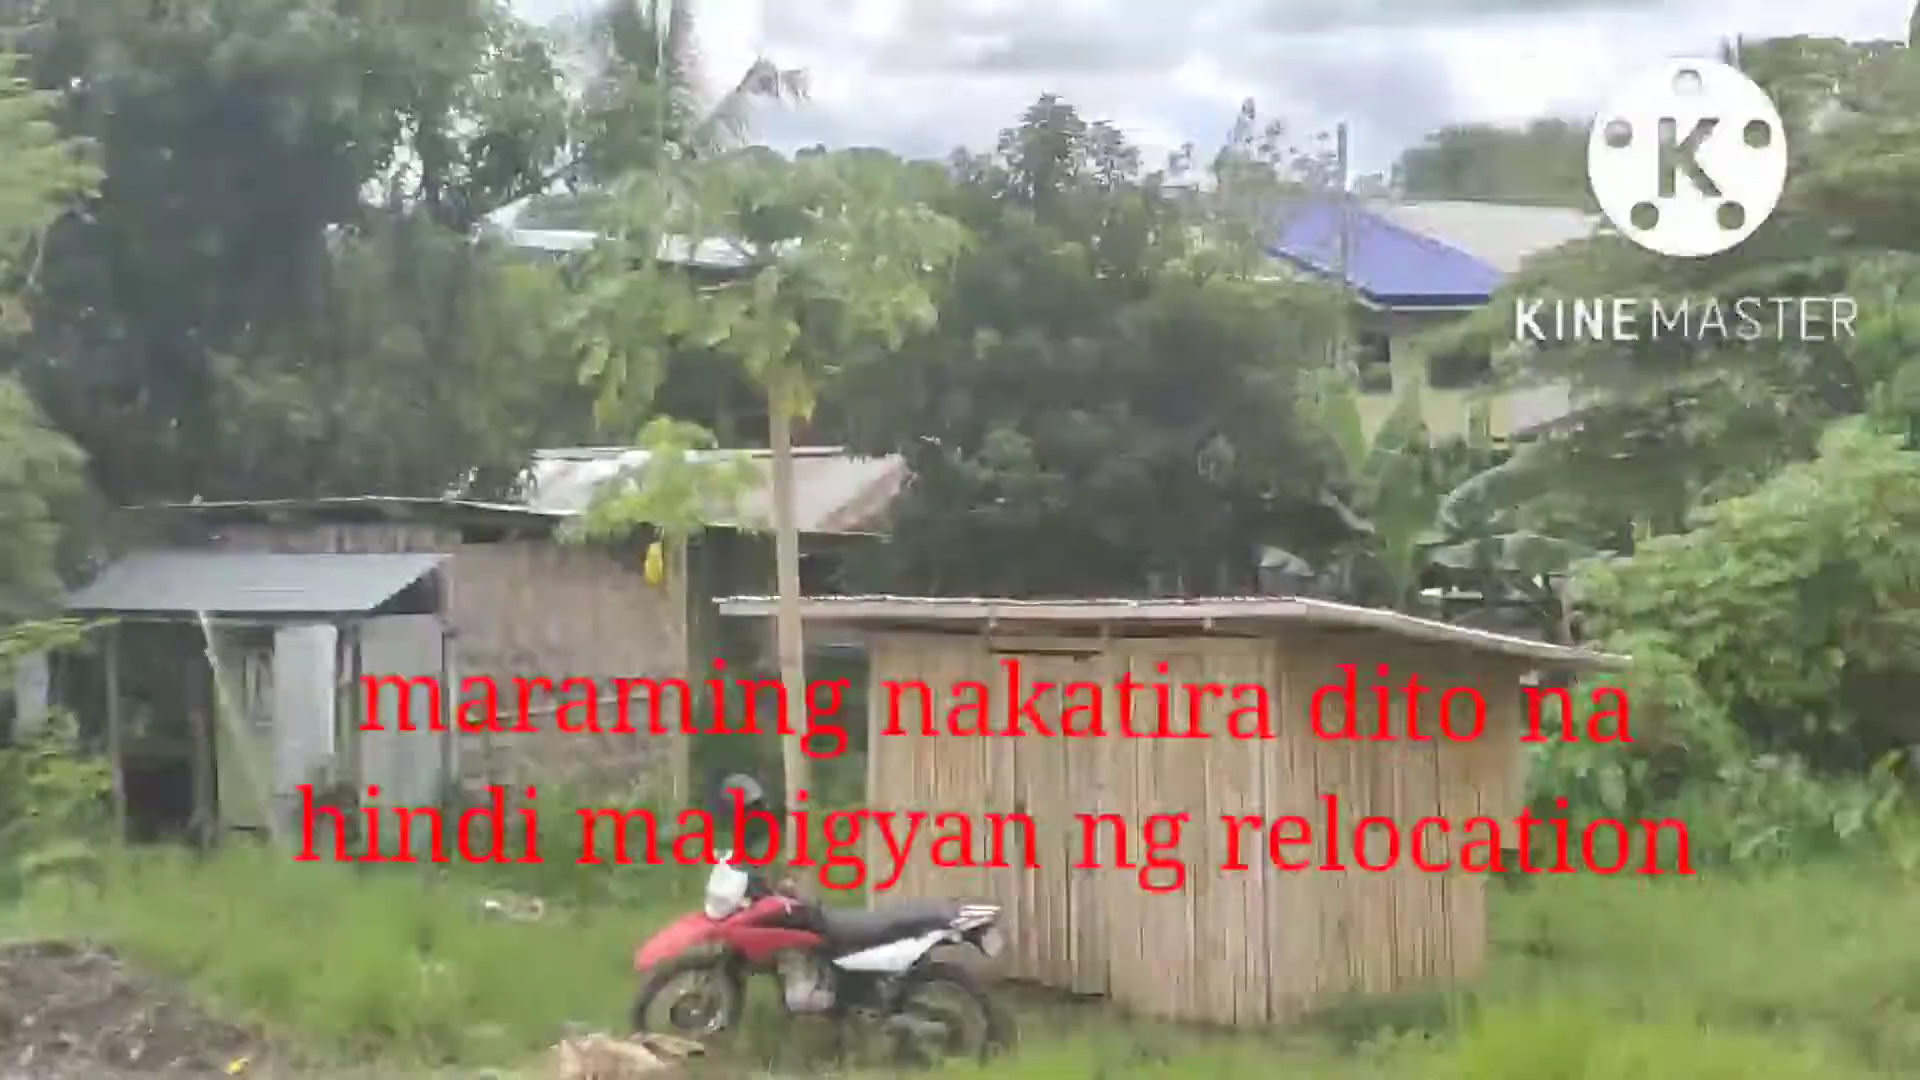 K
KINEMASTER
maraming nakatira dito na
hindi mabigyan ng relocation